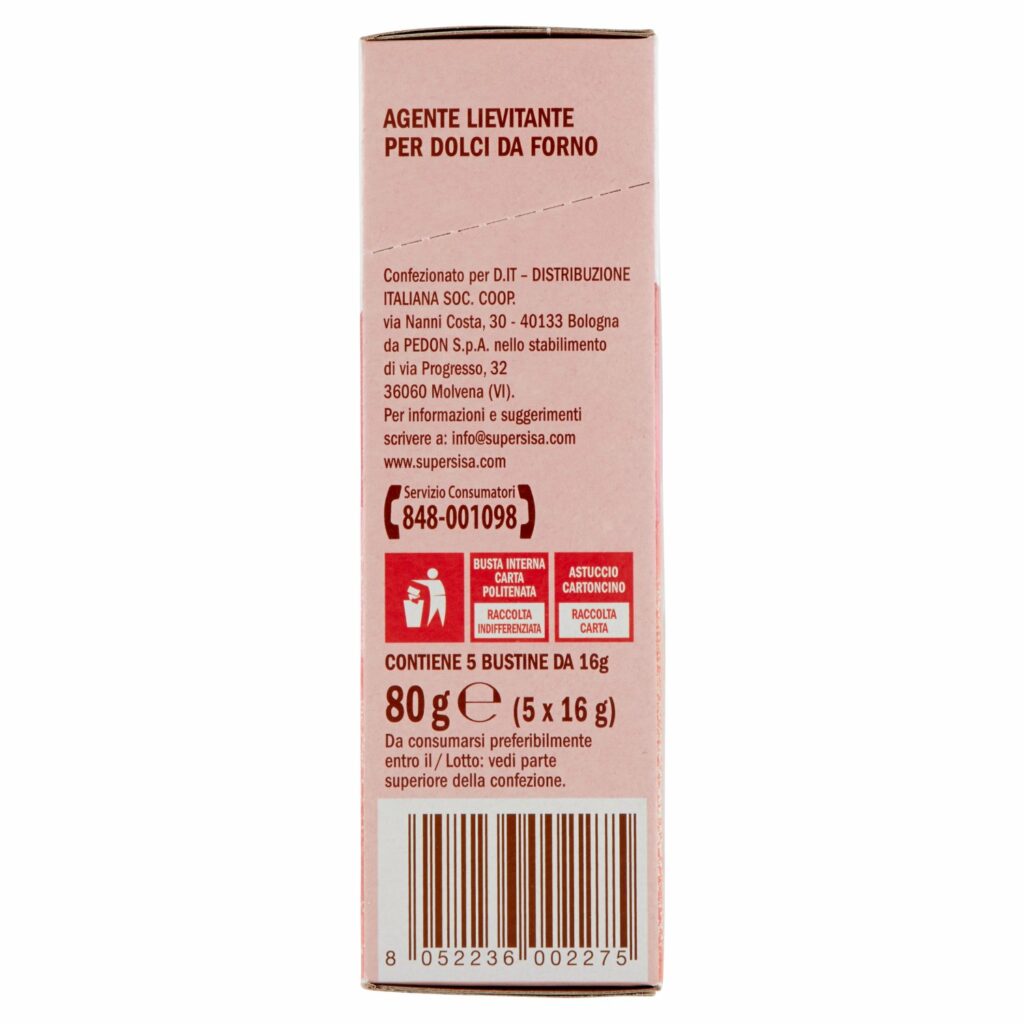 AGENTE LIEVITANTE
PER DOLCI DA FORNO
Confezionato per D.IT – DISTRIBUZIONE
ITALIANA SOC. COOP.
via Nanni Costa, 30 - 40133 Bologna
da PEDON S.p.A. nello stabilimento
di via Progresso, 32
36060 Molvena (VI).
Per informazioni e suggerimenti
scrivere a: info@supersisa.com
www.supersisa.com
Servizio Consumatori
848-001098
BUSTA INTERNA
CARTA
POLITENATA
RACCOLTA
INDIFFERENZIATA
ASTUCCIO
CARTONCINO
RACCOLTA
CARTA
CONTIENE 5 BUSTINE DA 16g
80 g ℮ (5 x 16 g)
Da consumarsi preferibilmente
entro il / Lotto: vedi parte
superiore della confezione.
8 052236 002275